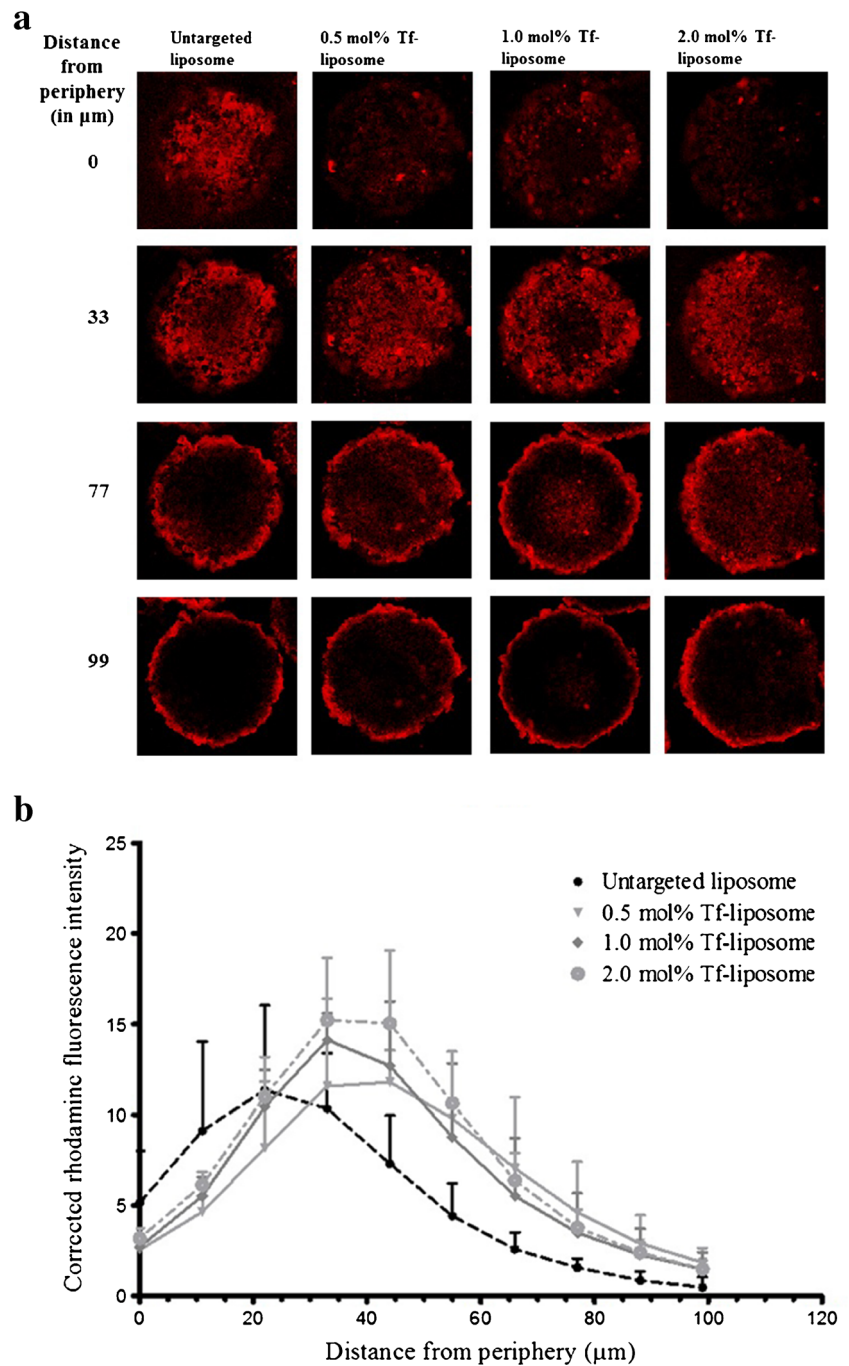 a
Distance
from
periphery
(in µm)
Untargeted
liposome
0.5 mol% Tf-
liposome
1.0 mol% Tf-
liposome
2.0 mol% Tf-
liposome
0
33
77
99
b
Corrected rhodamine fluorescence intensity
25
20
15
10
5
0
Untargeted liposome
0.5 mol% Tf-liposome
1.0 mol% Tf-liposome
2.0 mol% Tf-liposome
0 20 40 60 80 100 120
Distance from periphery (µm)